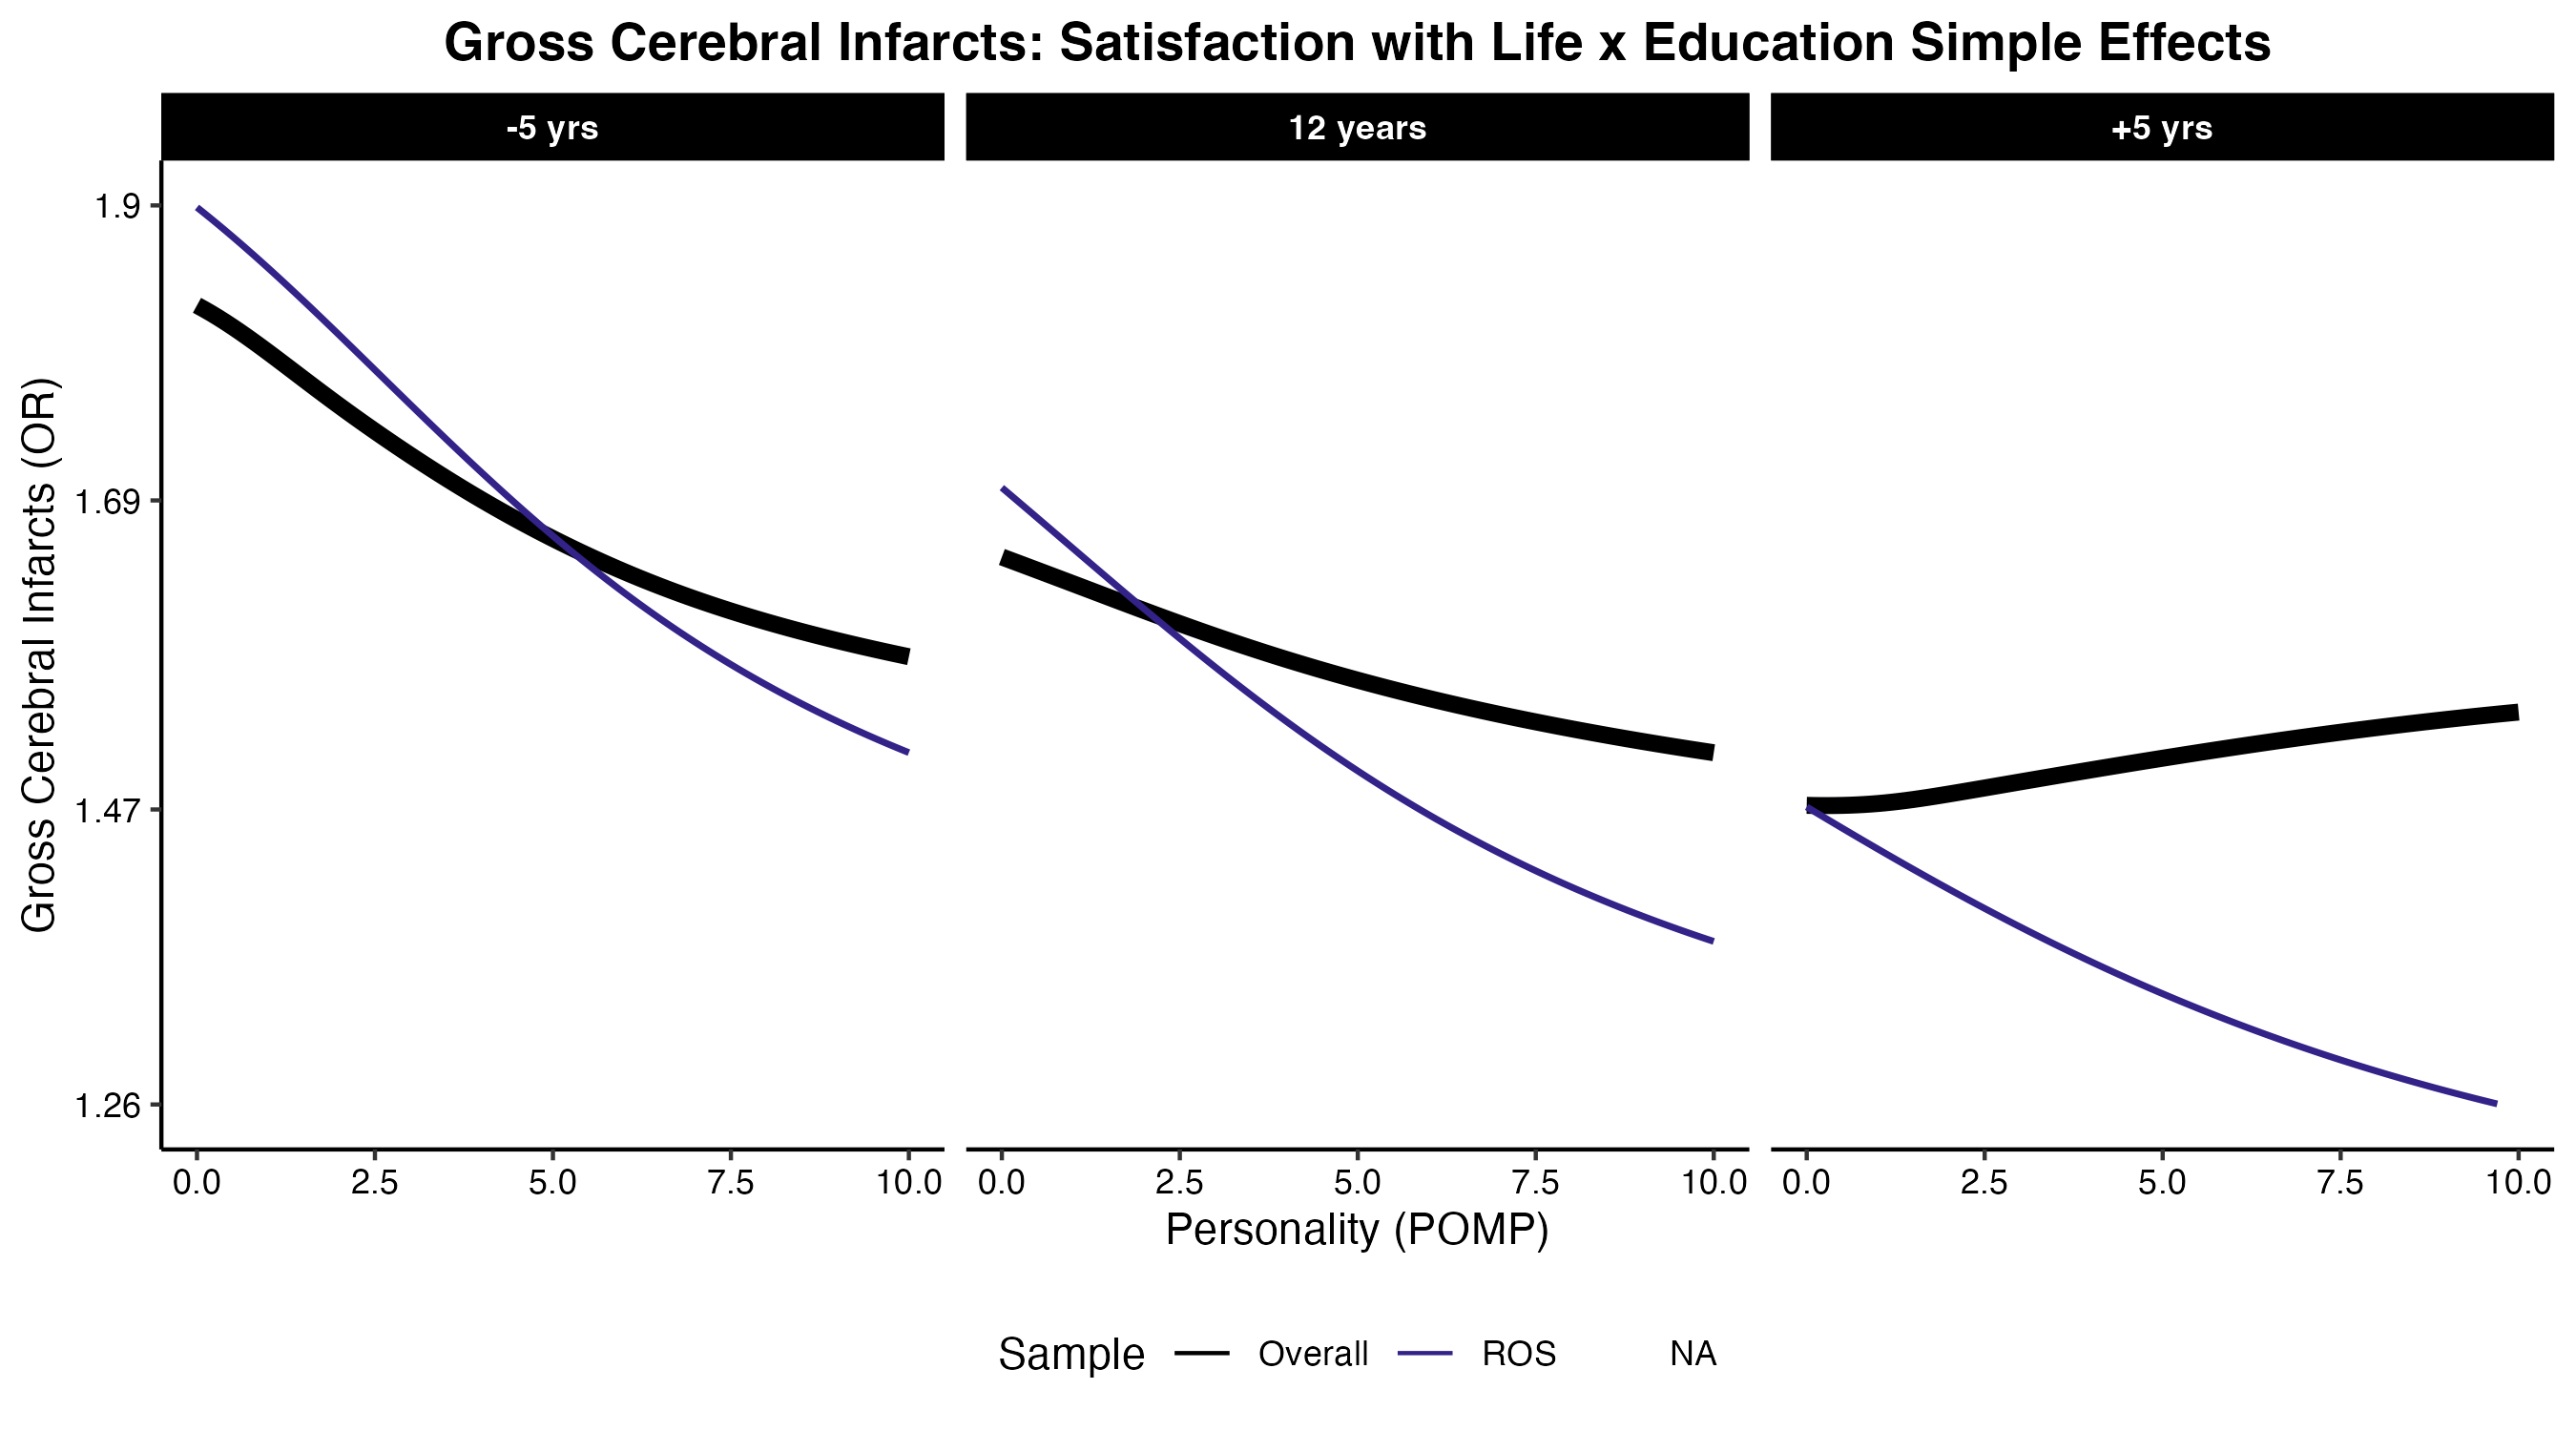 Gross Cerebral Infarcts: Satisfaction with Life x Education Simple Effects
-5 yrs 12 years +5 yrs
Gross Cerebral Infarcts (OR)
1.9
1.69
1.47
1.26
0.0 2.5 5.0 7.5 10.0 0.0 2.5 5.0 7.5 10.0 0.0 2.5 5.0 7.5 10.0
Personality (POMP)
Sample Overall ROS NA